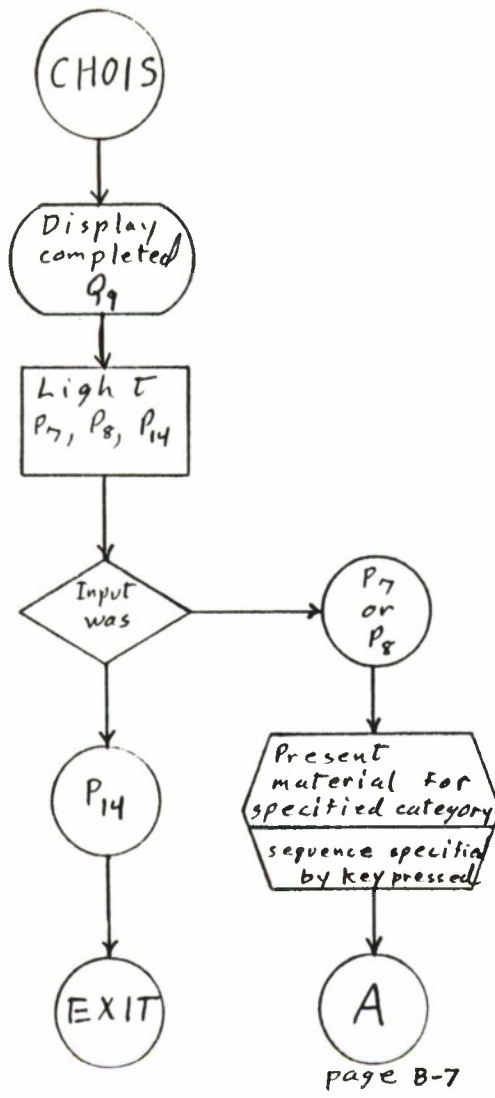 CHOIS
Display
completed
Q9
Light
P7, P8, P14
Input
was
P7
or
P8
P14
Present
material for
specified category
sequence specifie
by key pressed
EXIT
A
page B-7